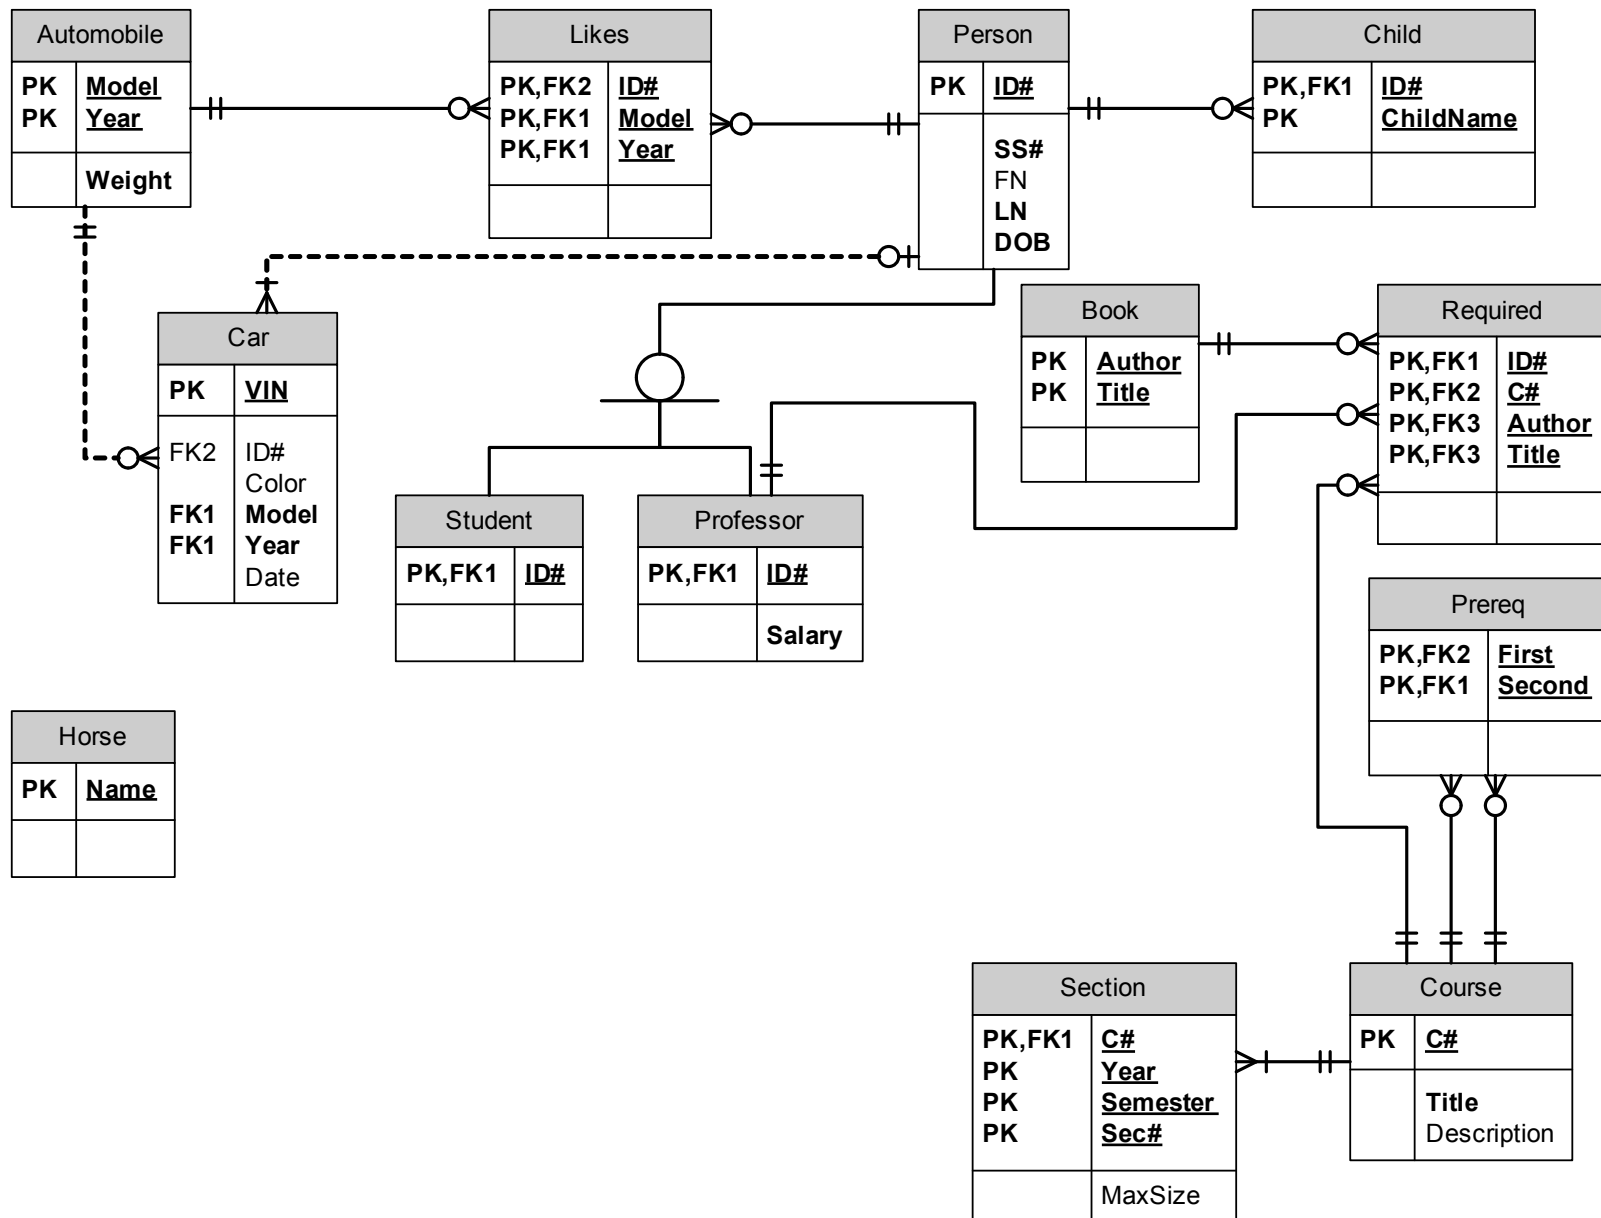 Automobile
PK Model
PK Year
Weight
Likes
PK,FK2 ID#
PK,FK1 Model
PK,FK1 Year
Person
PK ID#
SS#
FN
LN
DOB
Child
PK,FK1 ID#
PK ChildName
Car
PK VIN
FK2 ID#
Color
FK1 Model
FK1 Year
Date
Book
PK Author
PK Title
Required
PK,FK1 ID#
PK,FK2 C#
PK,FK3 Author
PK,FK3 Title
Student
PK,FK1 ID#
Professor
PK,FK1 ID#
Salary
Prereq
PK,FK2 First
PK,FK1 Second
Horse
PK Name
Section
PK,FK1 C#
PK Year
PK Semester
PK Sec#
MaxSize
Course
PK C#
Title
Description